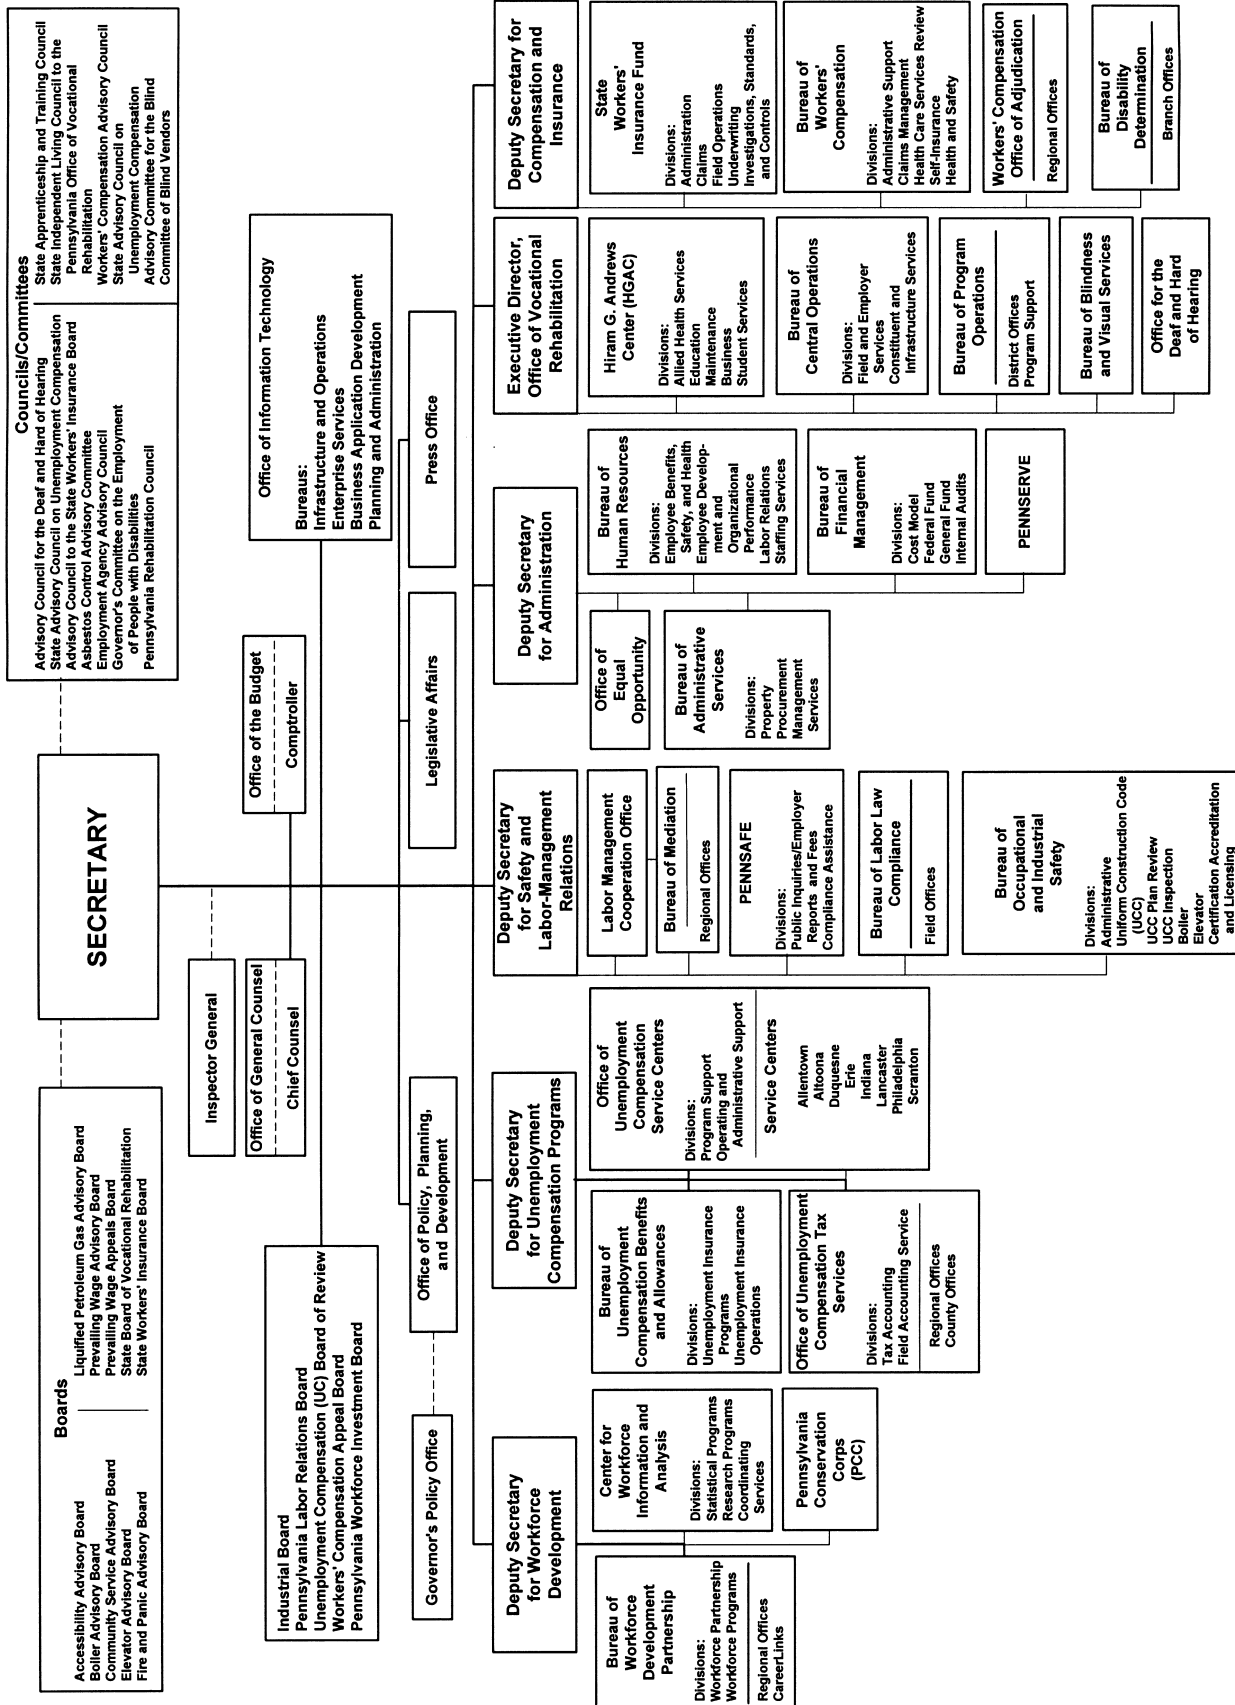 SECRETARY
Boards
Accessibility Advisory Board
Boiler Advisory Board
Community Service Advisory Board
Elevator Advisory Board
Fire and Panic Advisory Board
Liquified Petroleum Gas Advisory Board
Prevailing Wage Advisory Board
Prevailing Wage Appeals Board
State Board of Vocational Rehabilitation
State Workers' Insurance Board
Councils/Committees
Advisory Council for the Deaf and Hard of Hearing
State Advisory Council on Unemployment Compensation
Advisory Council to the State Workers' Insurance Board
Asbestos Control Advisory Committee
Employment Agency Advisory Council
Governor's Committee on the Employment
of People with Disabilities
Pennsylvania Rehabilitation Council
State Apprenticeship and Training Council
State Independent Living Council to the
Pennsylvania Office of Vocational
Rehabilitation
Workers' Compensation Advisory Council
State Advisory Council on
Unemployment Compensation
Advisory Committee for the Blind
Committee of Blind Vendors
Inspector General
Office of General Counsel
Chief Counsel
Office of the Budget
Comptroller
Industrial Board
Pennsylvania Labor Relations Board
Unemployment Compensation (UC) Board of Review
Workers' Compensation Appeal Board
Pennsylvania Workforce Investment Board
Office of Information Technology
Bureaus:
Infrastructure and Operations
Enterprise Services
Business Application Development
Planning and Administration
Governor's Policy Office
Office of Policy, Planning,
and Development
Legislative Affairs
Press Office
Deputy Secretary
for Workforce
Development
Bureau of
Workforce
Development
Partnership
Divisions:
Workforce Partnership
Workforce Programs
Regional Offices
CareerLinks
Center for
Workforce
Information and
Analysis
Divisions:
Statistical Programs
Research Programs
Coordinating
Services
Pennsylvania
Conservation
Corps
(PCC)
Deputy Secretary
for Unemployment
Compensation Programs
Bureau of
Unemployment
Compensation Benefits
and Allowances
Divisions:
Unemployment Insurance
Programs
Unemployment Insurance
Operations
Office of Unemployment
Compensation Tax
Services
Divisions:
Tax Accounting
Field Accounting Service
Regional Offices
County Offices
Office of
Unemployment
Compensation
Service Centers
Divisions:
Program Support
Operating and
Administrative Support
Service Centers
Allentown
Altoona
Duquesne
Erie
Indiana
Lancaster
Philadelphia
Scranton
Deputy Secretary
for Safety and
Labor-Management
Relations
Labor Management
Cooperation Office
Bureau of Mediation
Regional Offices
PENNSAFE
Divisions:
Public Inquiries/Employer
Reports and Fees
Compliance Assistance
Bureau of Labor Law
Compliance
Field Offices
Bureau of
Occupational
and Industrial
Safety
Divisions:
Administrative
Uniform Construction Code
(UCC)
UCC Plan Review
UCC Inspection
Boiler
Elevator
Certification Accreditation
and Licensing
Deputy Secretary
for Administration
Office of
Equal
Opportunity
Bureau of
Administrative
Services
Divisions:
Property
Procurement
Management
Services
Bureau of
Human Resources
Divisions:
Employee Benefits,
Safety, and Health
Employee Develop-
ment and
Organizational
Performance
Labor Relations
Staffing Services
Bureau of
Financial
Management
Divisions:
Cost Model
Federal Fund
General Fund
Internal Audits
PENNSERVE
Executive Director,
Office of Vocational
Rehabilitation
Hiram G. Andrews
Center (HGAC)
Divisions:
Allied Health Services
Education
Maintenance
Business
Student Services
Bureau of
Central Operations
Divisions:
Field and Employer
Services
Constituent and
Infrastructure Services
Bureau of Program
Operations
District Offices
Program Support
Bureau of Blindness
and Visual Services
Office for the
Deaf and Hard
of Hearing
Deputy Secretary for
Compensation and
Insurance
State
Workers'
Insurance Fund
Divisions:
Administration
Claims
Field Operations
Underwriting
Investigations, Standards,
and Controls
Bureau of
Workers'
Compensation
Divisions:
Administrative Support
Claims Management
Health Care Services Review
Self-Insurance
Health and Safety
Workers' Compensation
Office of Adjudication
Regional Offices
Bureau of
Disability
Determination
Branch Offices